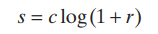 s = c log(1 + r)